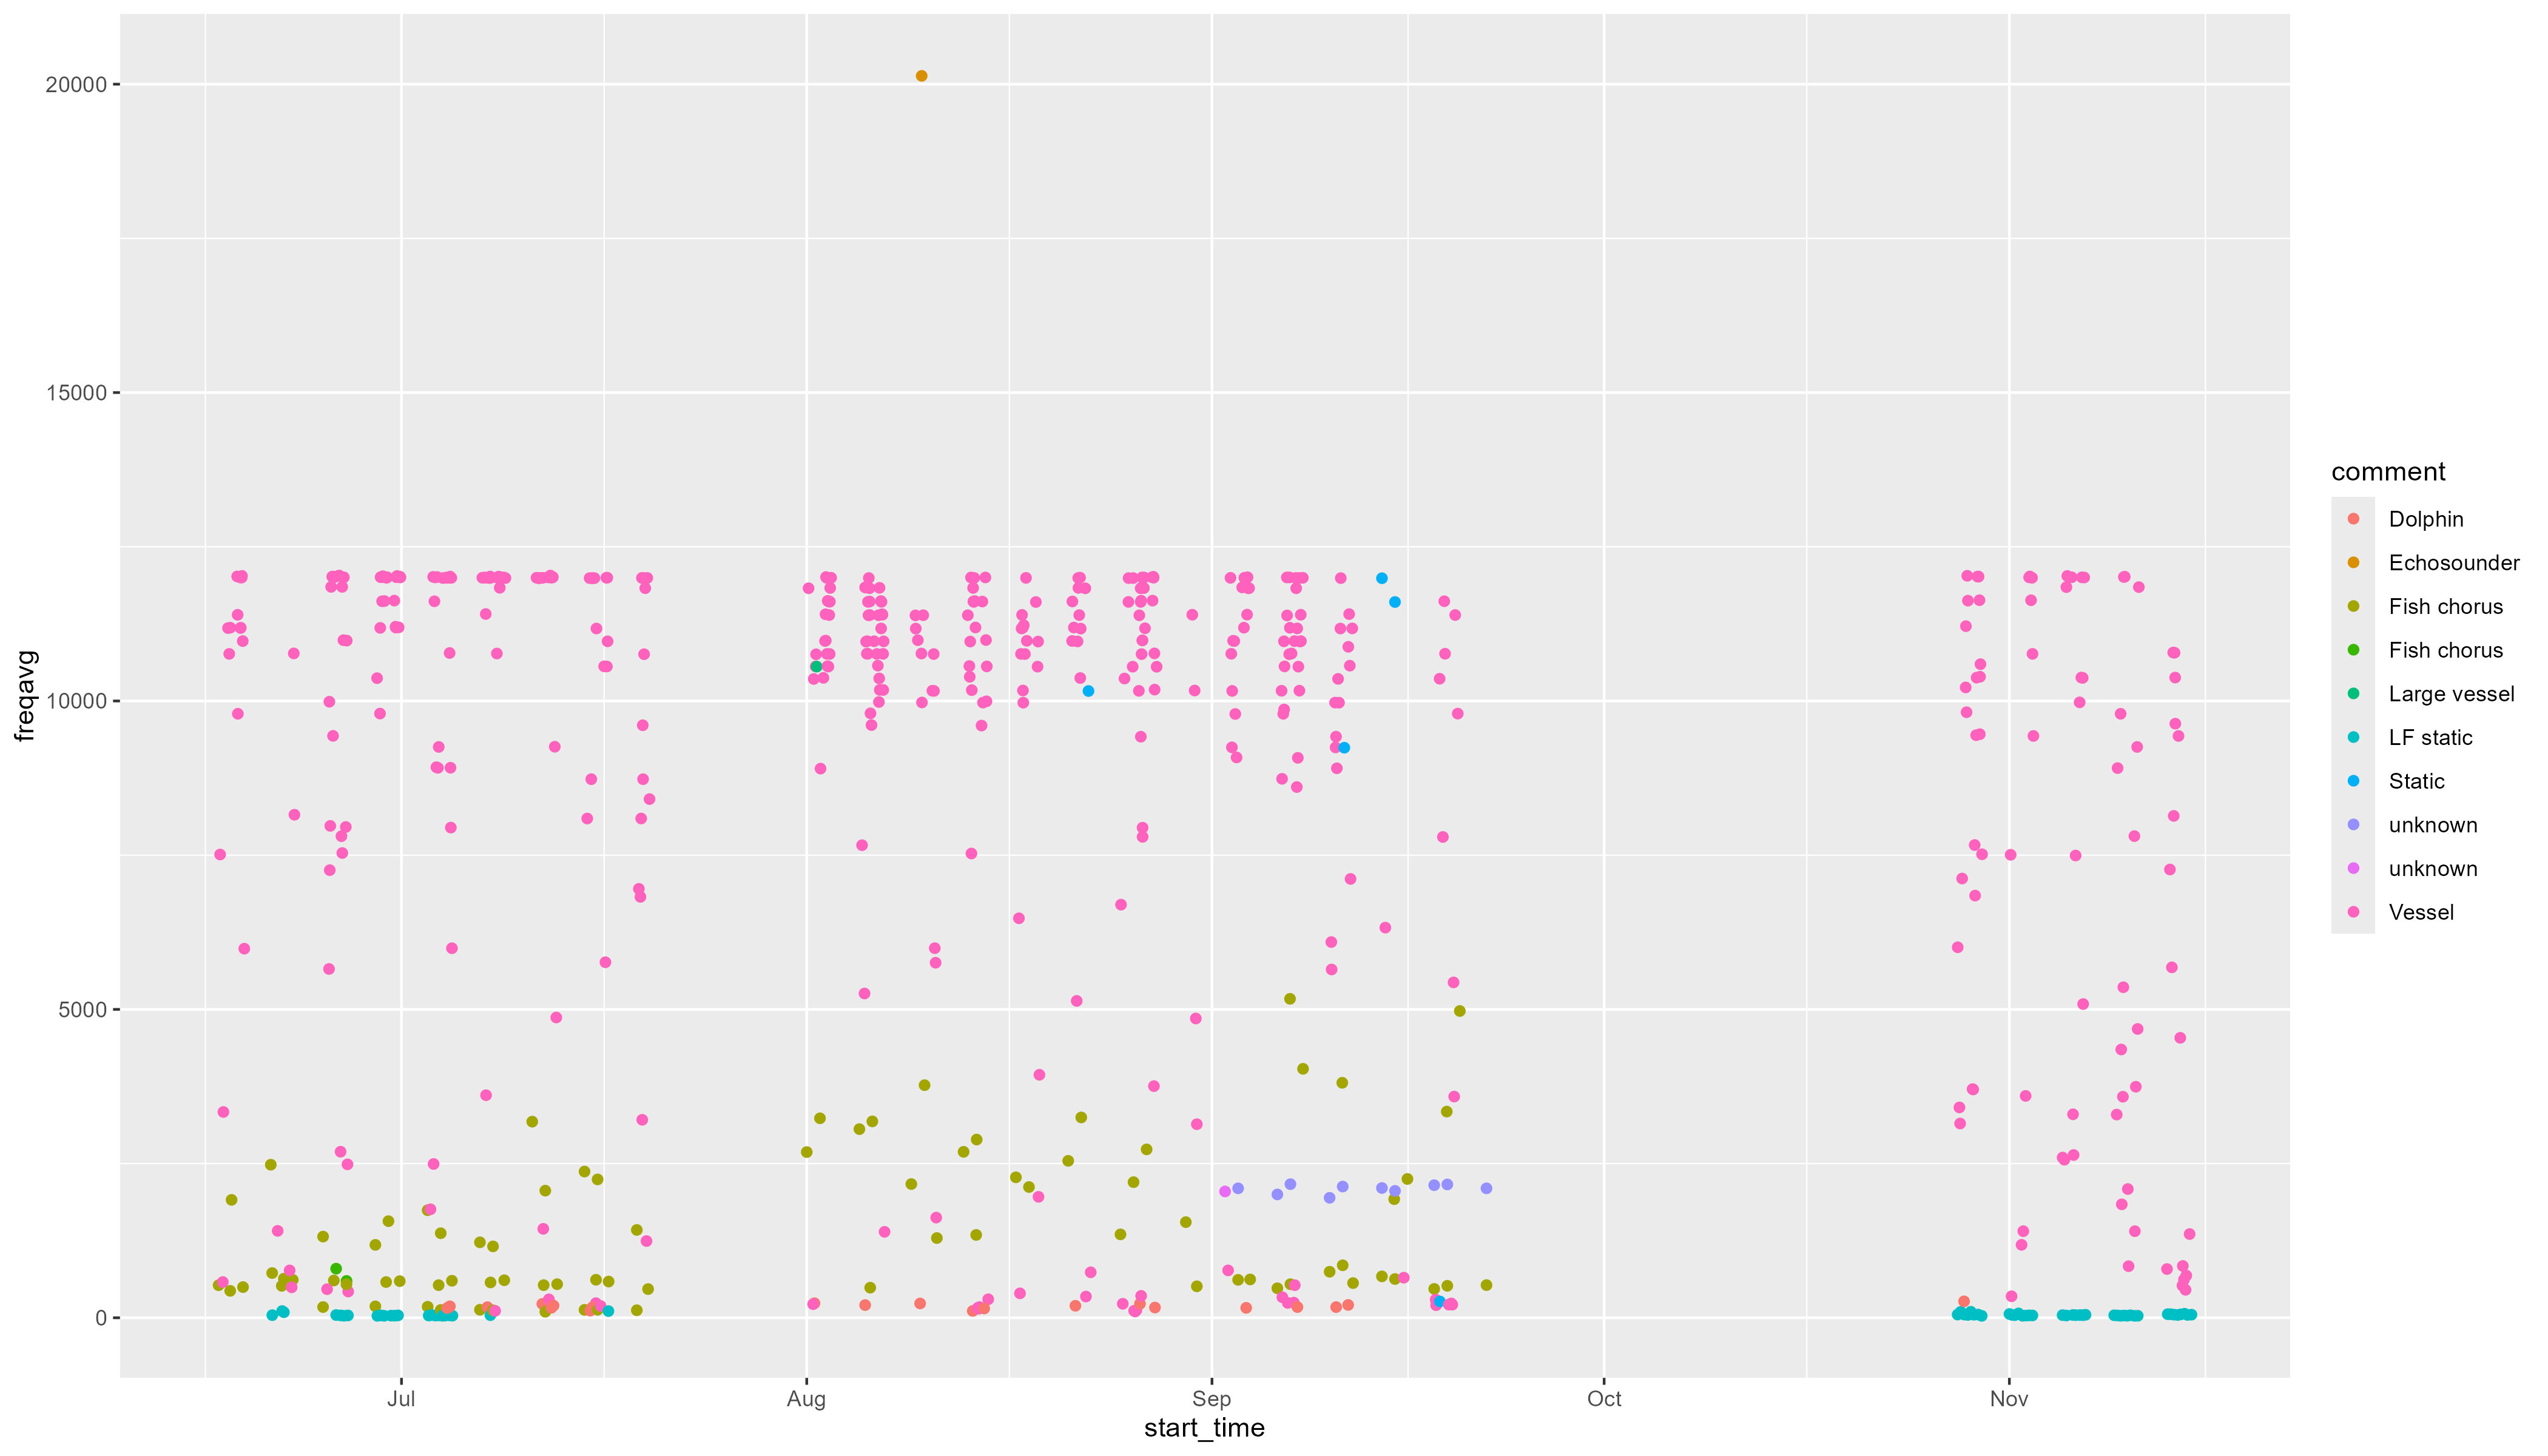 20000
15000
10000
5000
0
freqavg
Jul
Aug
Sep
Oct
Nov
start_time
comment
Dolphin
Echosounder
Fish chorus
Fish chorus
Large vessel
LF static
Static
unknown
unknown
Vessel